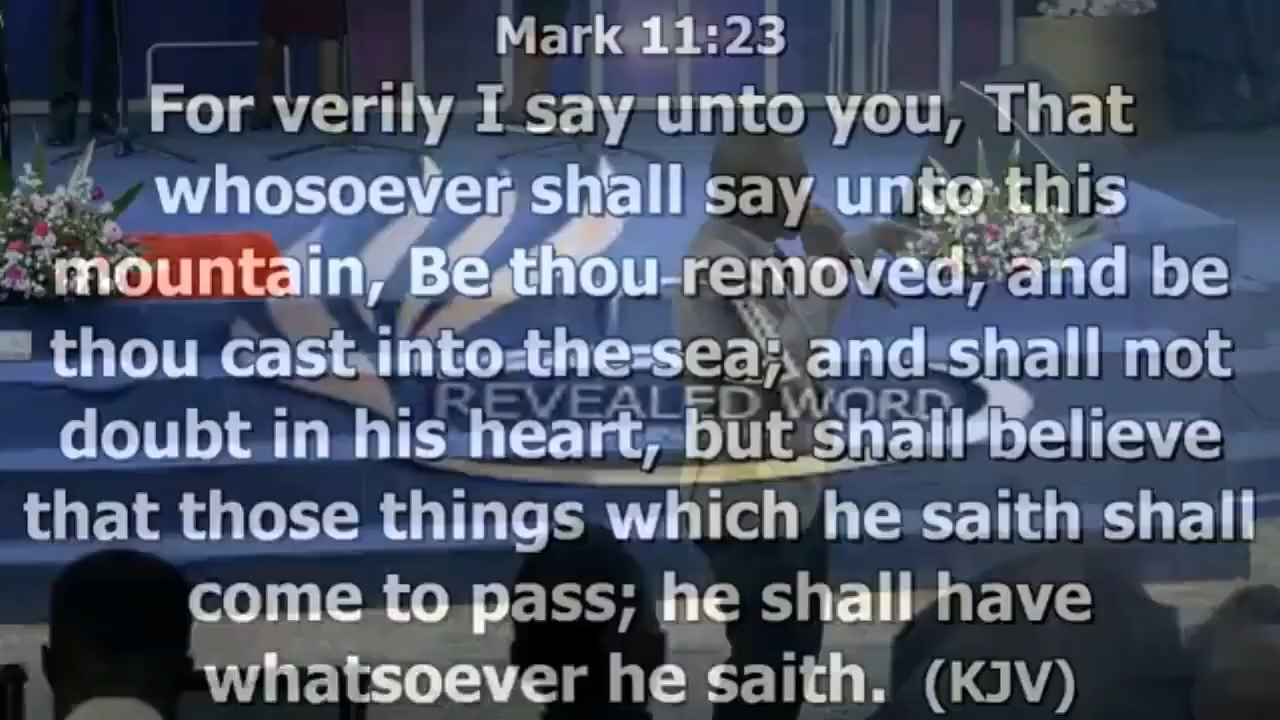 Mark 11:23
For verily I say unto you, That
whosoever shall say unto this
mountain, Be thou removed, and be
thou cast into the sea; and shall not
REVEALED WORD
doubt in his heart, but shall believe
that those things which he saith shall
come to pass; he shall have
whatsoever he saith. (KJV)